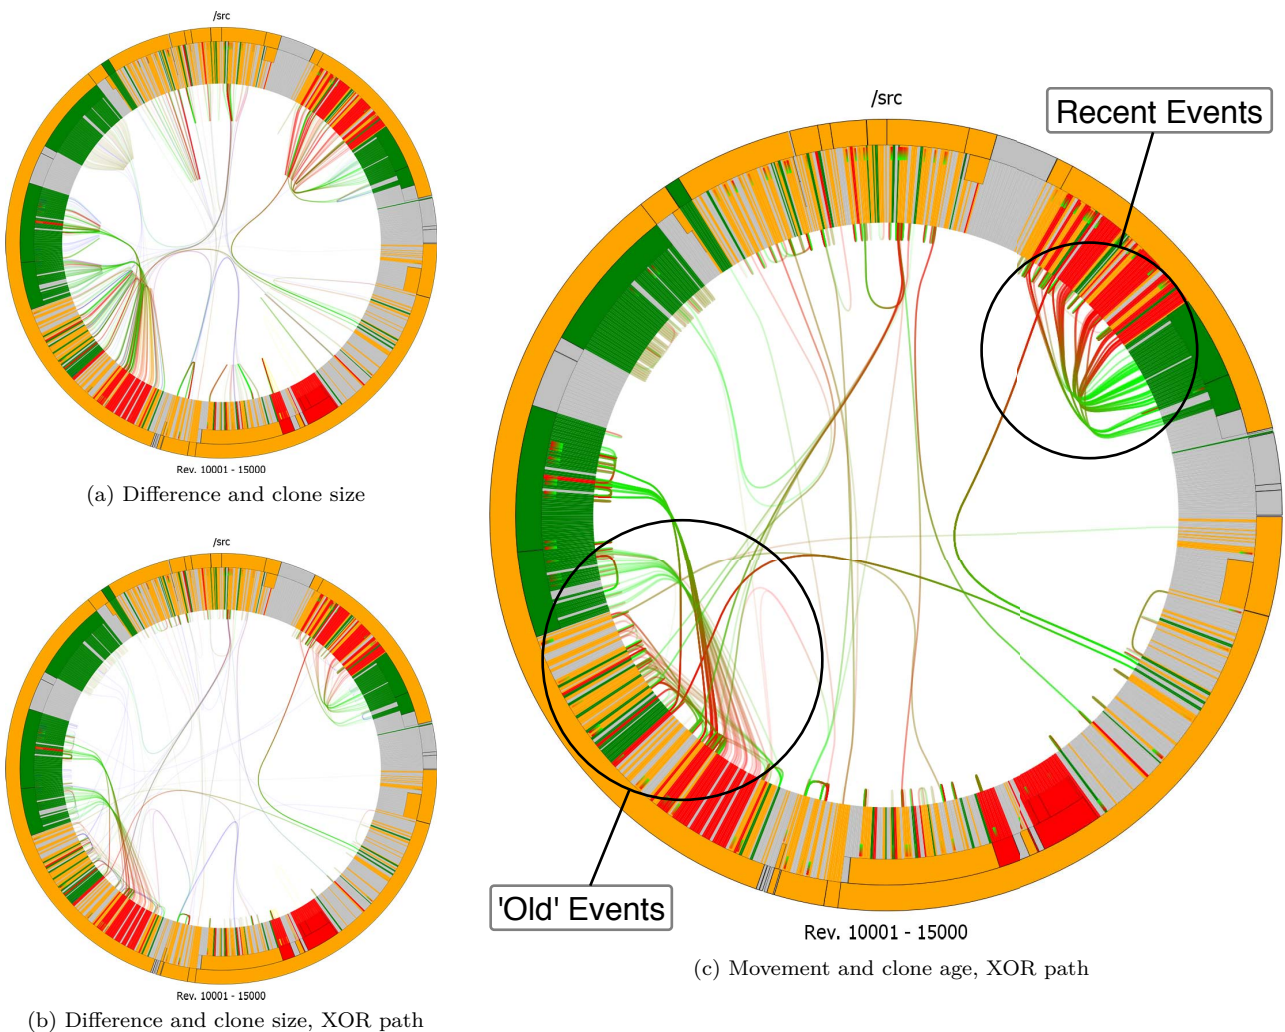 /src
Rev. 10001 - 15000
(a) Difference and clone size
/src
Rev. 10001 - 15000
(b) Difference and clone size, XOR path
/src
Recent Events
'Old' Events
Rev. 10001 - 15000
(c) Movement and clone age, XOR path